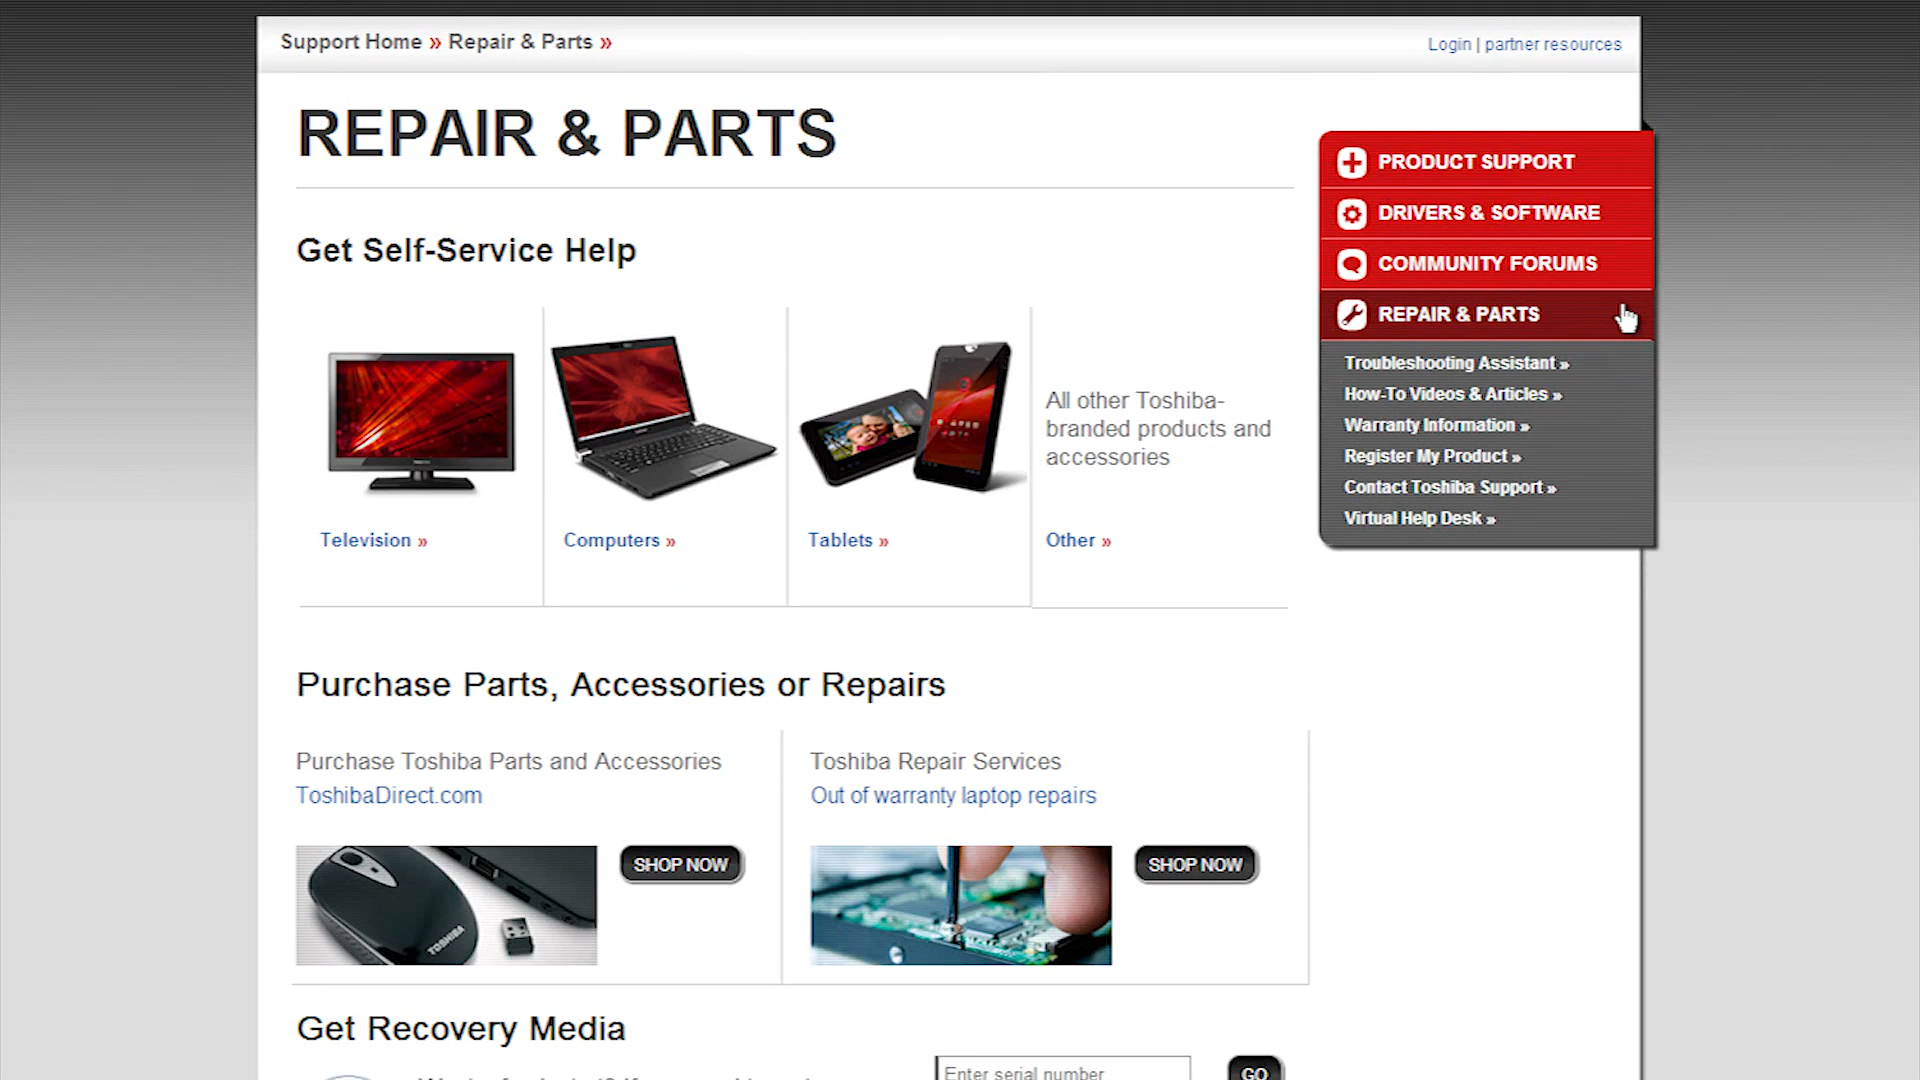 Support Home » Repair & Parts »
Login | partner resources
REPAIR & PARTS
PRODUCT SUPPORT
DRIVERS & SOFTWARE
COMMUNITY FORUMS
REPAIR & PARTS
Troubleshooting Assistant »
How-To Videos & Articles »
Warranty Information »
Register My Product »
Contact Toshiba Support »
Virtual Help Desk »
Get Self-Service Help
All other Toshiba-
branded products and
accessories
Television »
Computers »
Tablets »
Other »
Purchase Parts, Accessories or Repairs
Purchase Toshiba Parts and Accessories
ToshibaDirect.com
SHOP NOW
TOSHIBA
Toshiba Repair Services
Out of warranty laptop repairs
SHOP NOW
Get Recovery Media
Enter serial number
GO